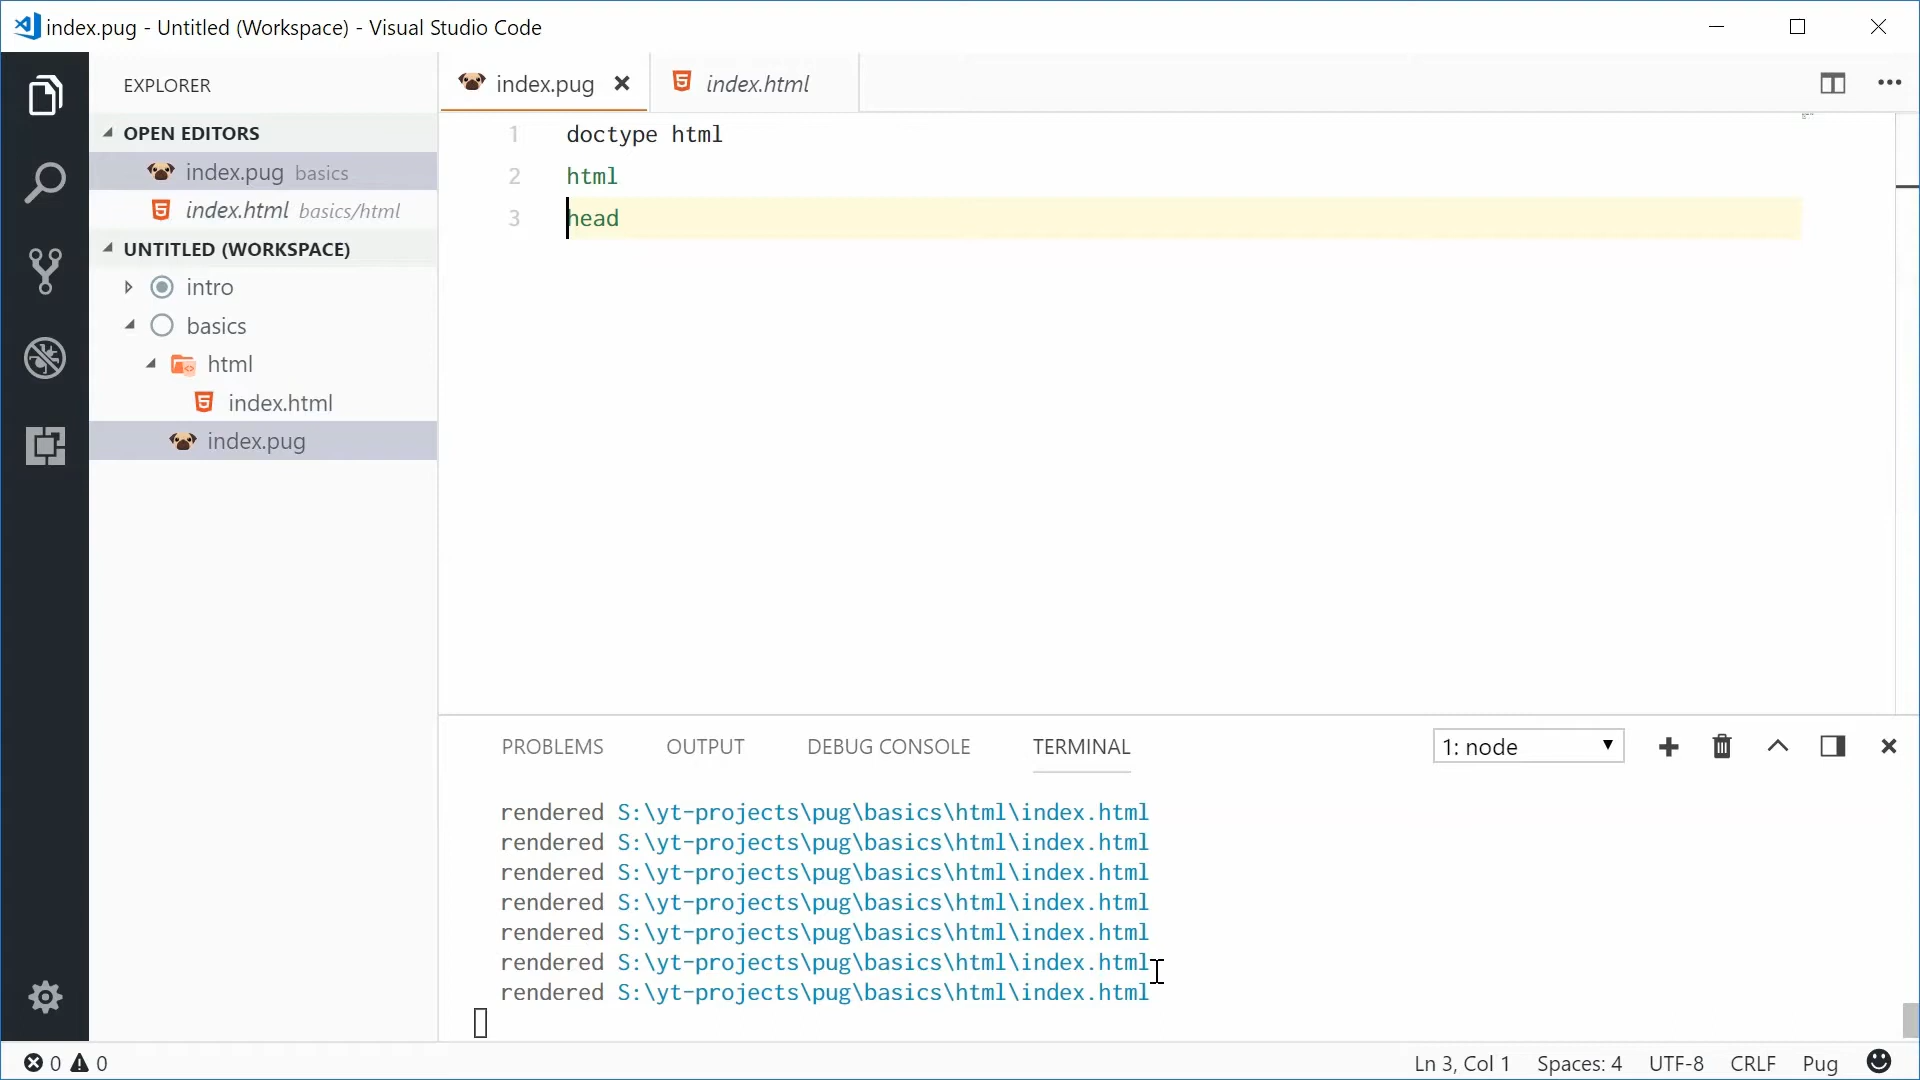 index.pug - Untitled (Workspace) - Visual Studio Code
EXPLORER
OPEN EDITORS
index.pug basics
index.html basics/html
UNTITLED (WORKSPACE)
intro
basics
html
index.html
index.pug
index.pug
index.html
1 doctype html
2 html
3 head
PROBLEMS OUTPUT DEBUG CONSOLE TERMINAL 1: node
rendered S:\yt-projects\pug\basics\html\index.html
rendered S:\yt-projects\pug\basics\html\index.html
rendered S:\yt-projects\pug\basics\html\index.html
rendered S:\yt-projects\pug\basics\html\index.html
rendered S:\yt-projects\pug\basics\html\index.html
rendered S:\yt-projects\pug\basics\html\index.html
rendered S:\yt-projects\pug\basics\html\index.html
0 0 Ln 3, Col 1 Spaces: 4 UTF-8 CRLF Pug